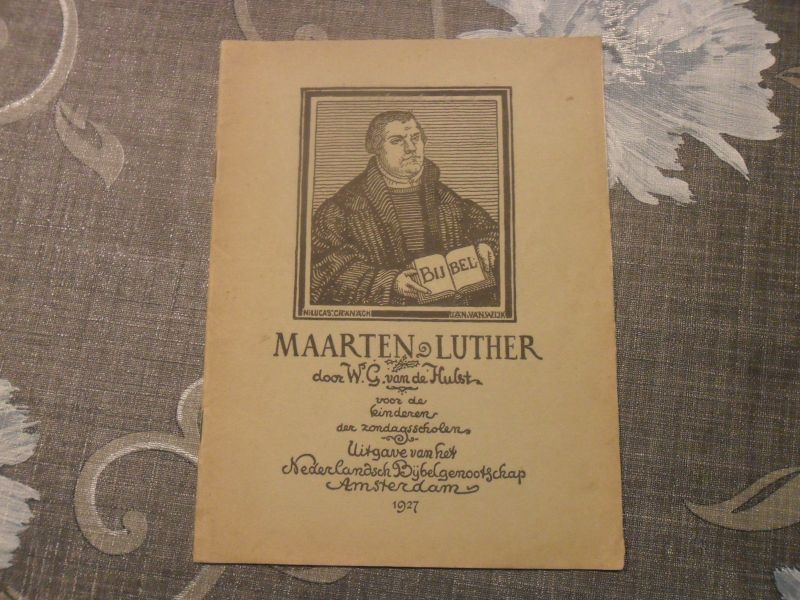 BIJBEL
N. LUCAS CRANACH JAN. VAN. WIJK
MAARTEN LUTHER
door W. G. van de Hulst
voor de
kinderen
der zondagsscholen
Uitgave van het
Nederlandsch Bijbelgenootschap
Amsterdam
1927